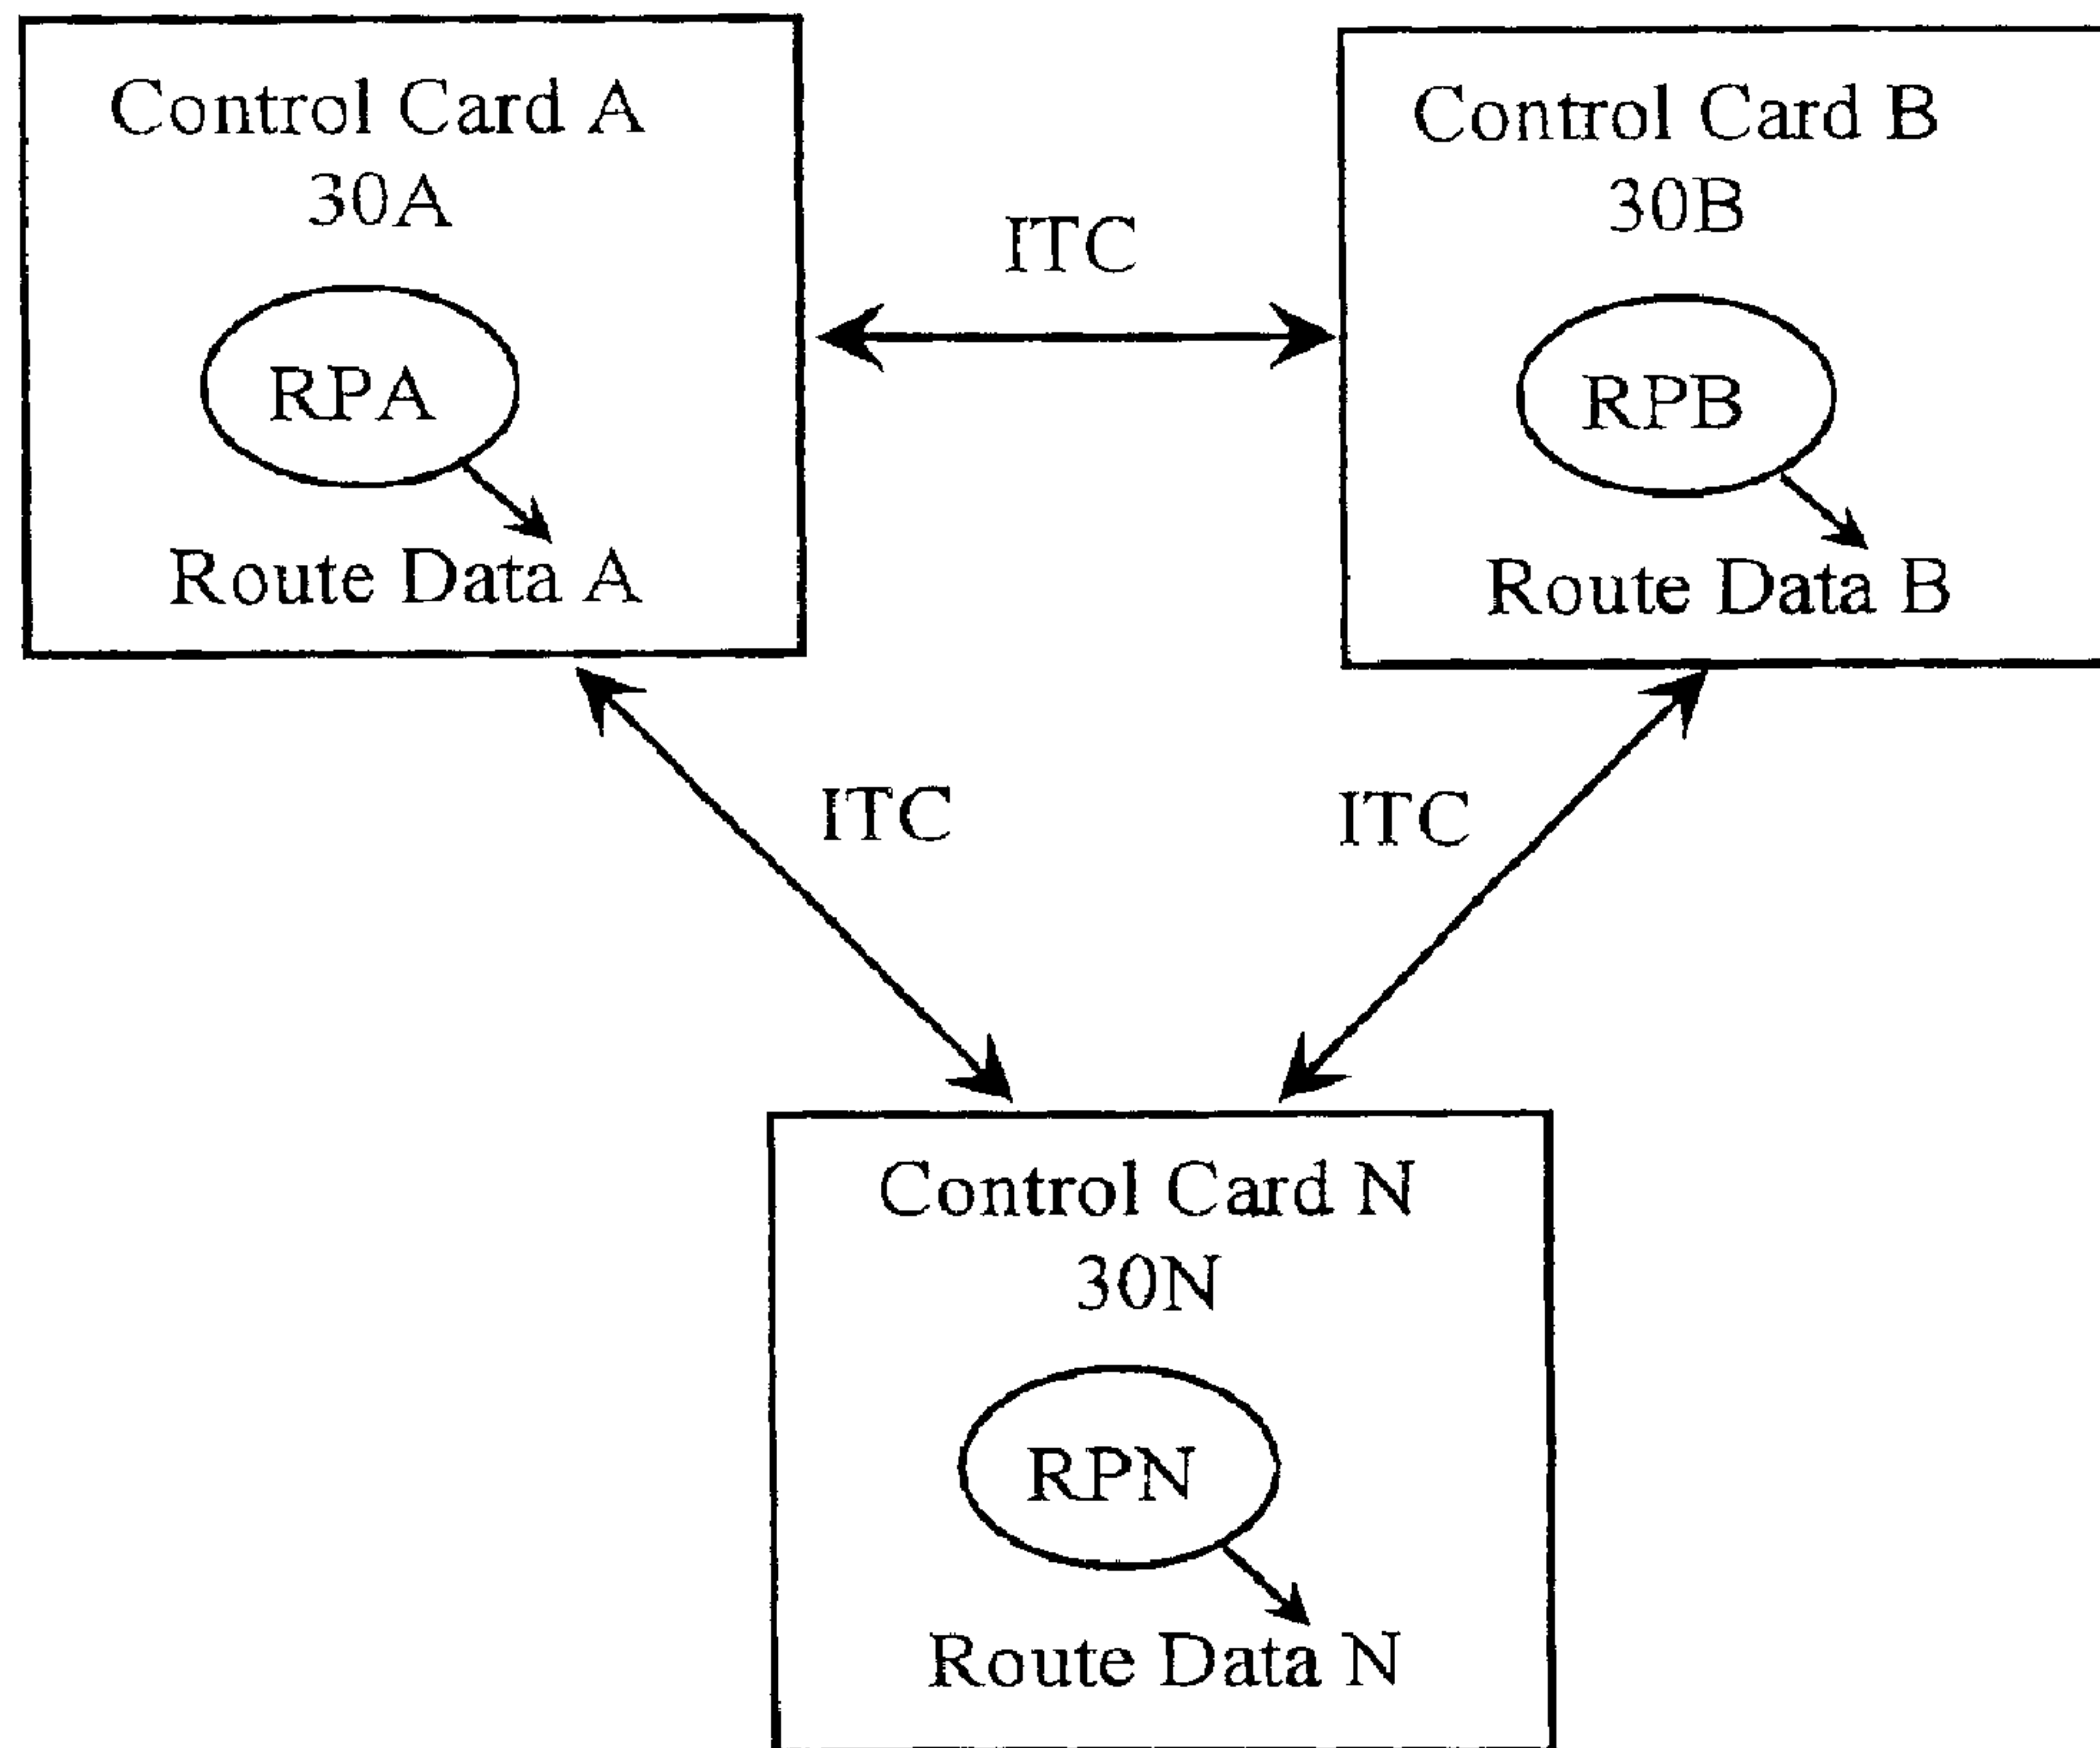 Control Card A
30A
RPA
Route Data A
ITC
Control Card B
30B
RPB
Route Data B
ITC
ITC
Control Card N
30N
RPN
Route Data N